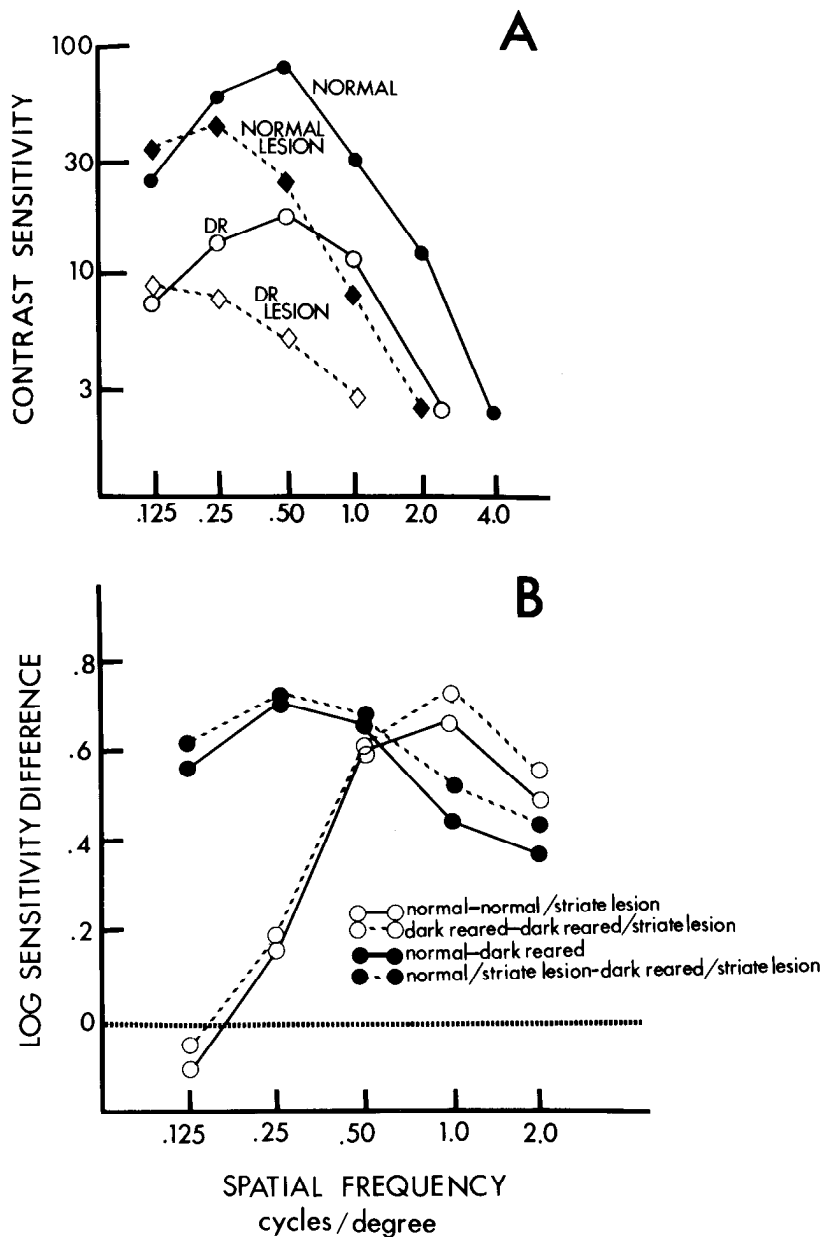 A
100
30
10
3
CONTRAST SENSITIVITY
NORMAL
NORMAL
LESION
DR
DR
LESION
.125 .25 .50 1.0 2.0 4.0
B
.8
.6
.4
.2
0
LOG SENSITIVITY DIFFERENCE
normal–normal/striate lesion
dark reared–dark reared/striate lesion
normal–dark reared
normal/striate lesion-dark reared/striate lesion
.125 .25 .50 1.0 2.0
SPATIAL FREQUENCY
cycles/degree